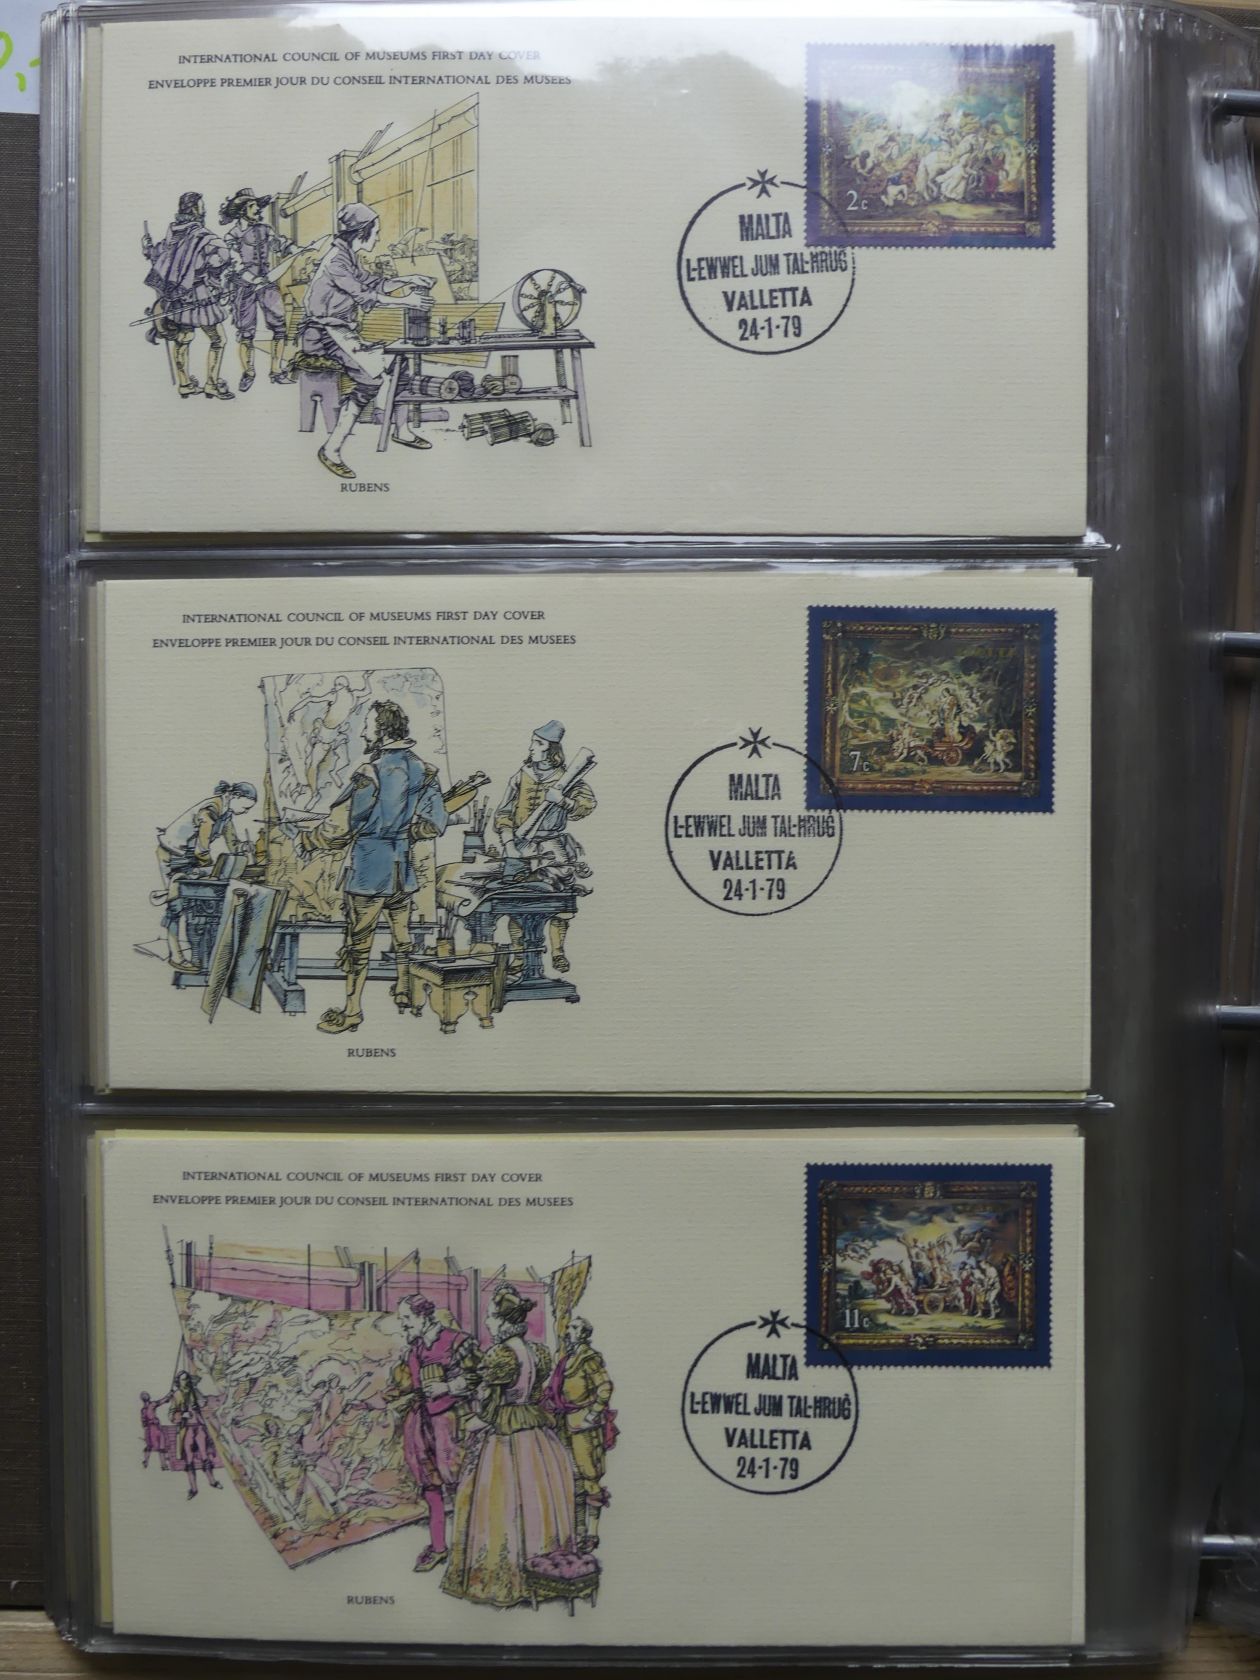 INTERNATIONAL COUNCIL OF MUSEUMS FIRST DAY COVER
ENVELOPPE PREMIER JOUR DU CONSEIL INTERNATIONAL DES MUSEES
2c
MALTA
L-EWWEL JUM TAL-ĦRUĠ
VALLETTA
24·1·79
RUBENS
INTERNATIONAL COUNCIL OF MUSEUMS FIRST DAY COVER
ENVELOPPE PREMIER JOUR DU CONSEIL INTERNATIONAL DES MUSEES
7c
MALTA
L-EWWEL JUM TAL-ĦRUĠ
VALLETTA
24·1·79
RUBENS
INTERNATIONAL COUNCIL OF MUSEUMS FIRST DAY COVER
ENVELOPPE PREMIER JOUR DU CONSEIL INTERNATIONAL DES MUSEES
11c
MALTA
L-EWWEL JUM TAL-ĦRUĠ
VALLETTA
24·1·79
RUBENS